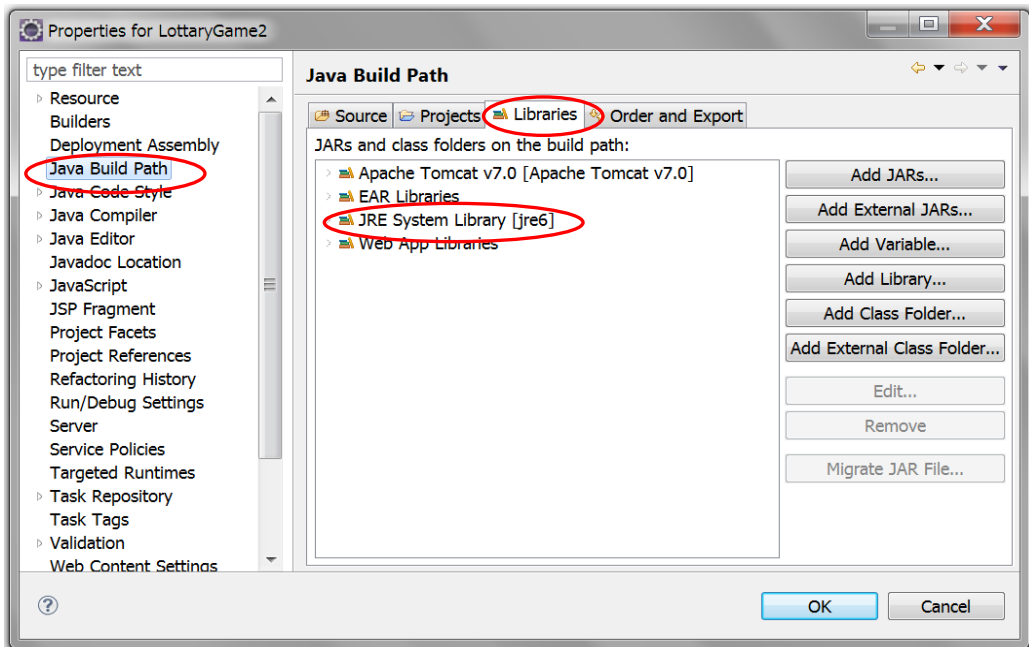 Properties for LottaryGame2
type filter text
Resource
Builders
Deployment Assembly
Java Build Path
Java Code Style
Java Compiler
Java Editor
Javadoc Location
JavaScript
JSP Fragment
Project Facets
Project References
Refactoring History
Run/Debug Settings
Server
Service Policies
Targeted Runtimes
Task Repository
Task Tags
Validation
Web Content Settings
Java Build Path
Source Projects Libraries Order and Export
JARs and class folders on the build path:
Apache Tomcat v7.0 [Apache Tomcat v7.0]
EAR Libraries
JRE System Library [jre6]
Web App Libraries
Add JARs...
Add External JARs...
Add Variable...
Add Library...
Add Class Folder...
Add External Class Folder...
Edit...
Remove
Migrate JAR File...
OK Cancel